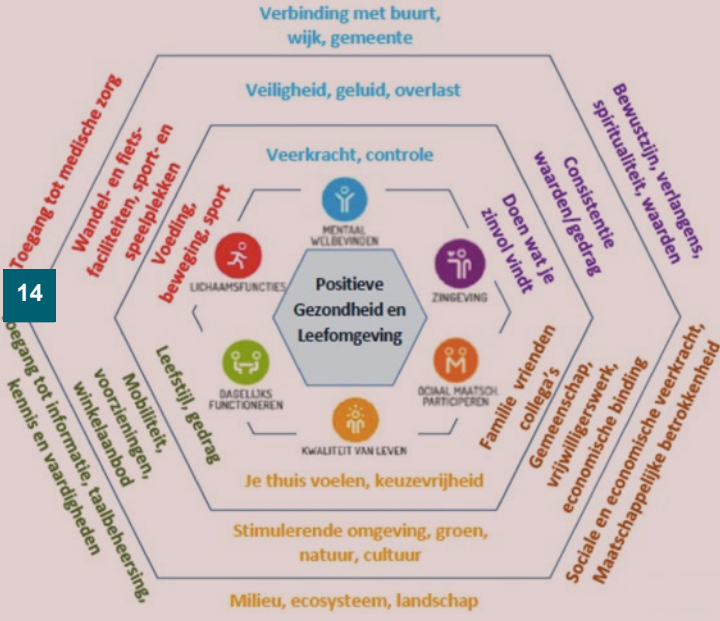 Verbinding met buurt,
wijk, gemeente
Veiligheid, geluid, overlast
Veerkracht, controle
MENTAAL
WELBEVINDEN
Toegang tot medische zorg
Wandel- en fiets-
faciliteiten, sport- en
speelplekken
Voeding,
beweging, sport
LICHAAMSFUNCTIES
Bewustzijn, verlangens,
spiritualiteit, waarden
Consistentie
waarden/gedrag
Doen wat je
zinvol vindt
ZINGEVING
14
Positieve
Gezondheid en
Leefomgeving
oegang tot informatie, taalbeheersing,
kennis en vaardigheden
Mobiliteit,
voorzieningen,
winkelaanbod
Leefstijl, gedrag
DAGELIJKS
FUNCTIONEREN
OCIAAL MAATSCH.
PARTICIPEREN
Familie vrienden
collega's
Gemeenschap,
vrijwilligerswerk,
economische binding
Sociale en economische veerkracht,
Maatschappelijke betrokkenheid
KWALITEIT VAN LEVEN
Je thuis voelen, keuzevrijheid
Stimulerende omgeving, groen,
natuur, cultuur
Milieu, ecosysteem, landschap